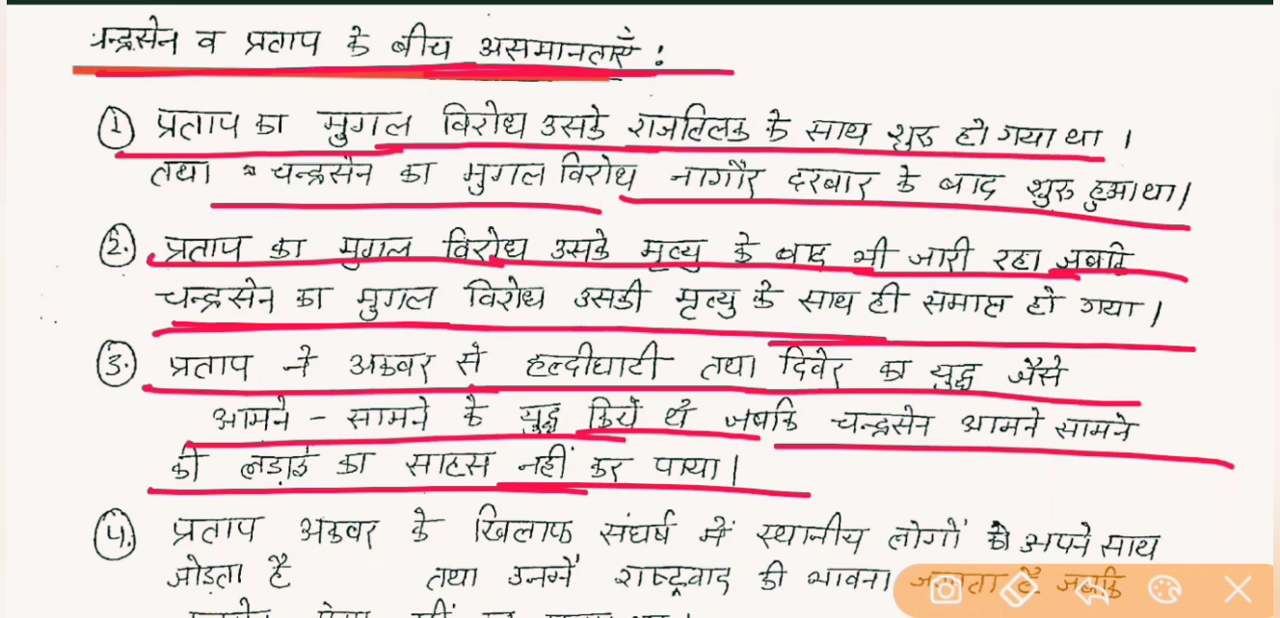 चन्द्रसेन व प्रताप के बीच असमानताएँ :
① प्रताप का मुगल विरोध उसके राजतिलक के साथ शुरु हो गया था ।
तथा चन्द्रसेन का मुगल विरोध नागौर दरबार के बाद शुरु हुआ था।
②. प्रताप का मुगल विरोध उसके मृत्यु के बाद भी जारी रहा जबकि
चन्द्रसेन का मुगल विरोध उसकी मृत्यु के साथ ही समाप्त हो गया ।
③. प्रताप ने अकबर से हल्दीघाटी तथा दिवेर का युद्ध जैसे
आमने - सामने के युद्ध किये थे जबकि चन्द्रसेन आमने सामने
की लड़ाई का साहस नहीं कर पाया।
④. प्रताप अकबर के खिलाफ संघर्ष में स्थानीय लोगों को अपने साथ
जोड़ता है तथा उनमें राष्ट्रवाद की भावना है जबकि